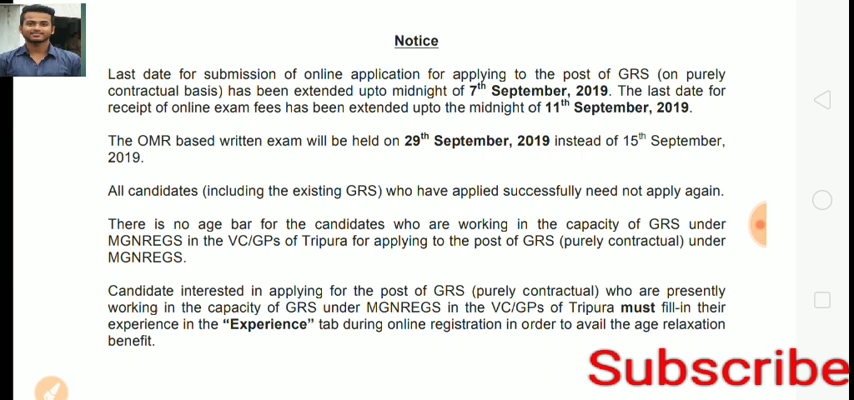 Notice
Last date for submission of online application for applying to the post of GRS (on purely
contractual basis) has been extended upto midnight of 7th September, 2019. The last date for
receipt of online exam fees has been extended upto the midnight of 11th September, 2019.
The OMR based written exam will be held on 29th September, 2019 instead of 15th September,
2019.
All candidates (including the existing GRS) who have applied successfully need not apply again.
There is no age bar for the candidates who are working in the capacity of GRS under
MGNREGS in the VC/GPs of Tripura for applying to the post of GRS (purely contractual) under
MGNREGS.
Candidate interested in applying for the post of GRS (purely contractual) who are presently
working in the capacity of GRS under MGNREGS in the VC/GPs of Tripura must fill-in their
experience in the “Experience” tab during online registration in order to avail the age relaxation
benefit.
Subscribe